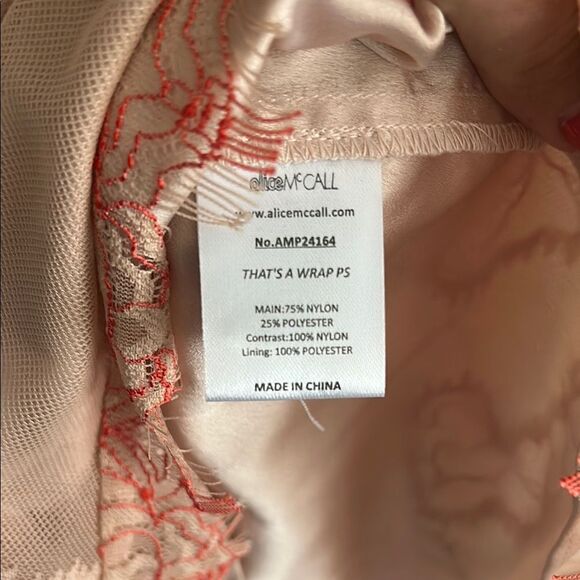 aliceMcCALL
www.alicemccall.com
No.AMP24164
THAT'S A WRAP PS
MAIN:75% NYLON
25% POLYESTER
Contrast:100% NYLON
Lining: 100% POLYESTER
MADE IN CHINA